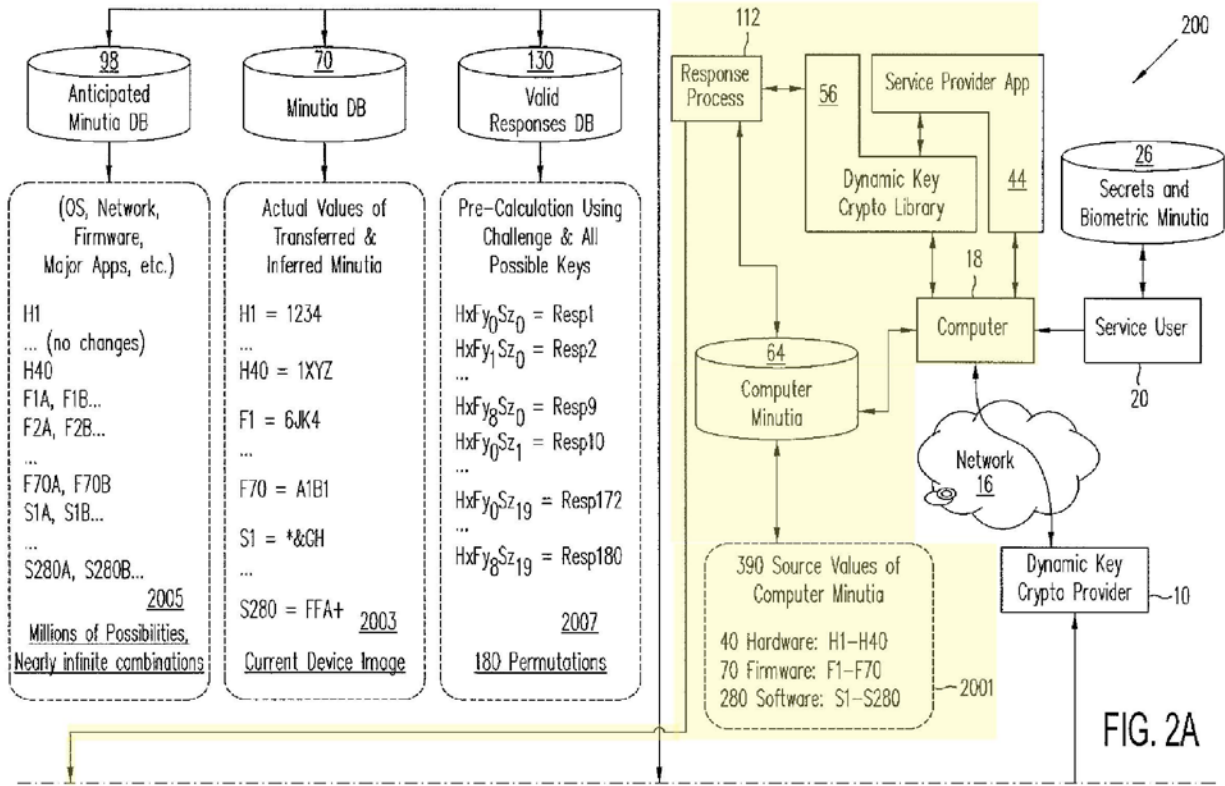 98
Anticipated
Minutia DB
(OS, Network,
Firmware,
Major Apps, etc.)
H1
... (no changes)
H40
F1A, F1B...
F2A, F2B...
...
F70A, F70B
S1A, S1B...
...
S280A, S280B...
2005
Millions of Possibilities,
Nearly infinite combinations
70
Minutia DB
Actual Values of
Transferred &
Inferred Minutia
H1 = 1234
...
H40 = 1XYZ
F1 = 6JK4
...
F70 = A1B1
S1 = *&GH
...
S280 = FFA+
2003
Current Device Image
130
Valid
Responses DB
Pre-Calculation Using
Challenge & All
Possible Keys
HxFy0Sz0 = Resp1
HxFy1Sz0 = Resp2
...
HxFy8Sz0 = Resp9
HxFy0Sz1 = Resp10
...
HxFy0Sz19 = Resp172
...
HxFy8Sz19 = Resp180
2007
180 Permutations
112
Response
Process
56
Dynamic Key
Crypto Library
Service Provider App
44
200
26
Secrets and
Biometric Minutia
18
Computer
Service User
20
64
Computer
Minutia
Network
16
390 Source Values of
Computer Minutia
40 Hardware: H1–H40
70 Firmware: F1–F70
280 Software: S1–S280
2001
Dynamic Key
Crypto Provider
10
FIG. 2A